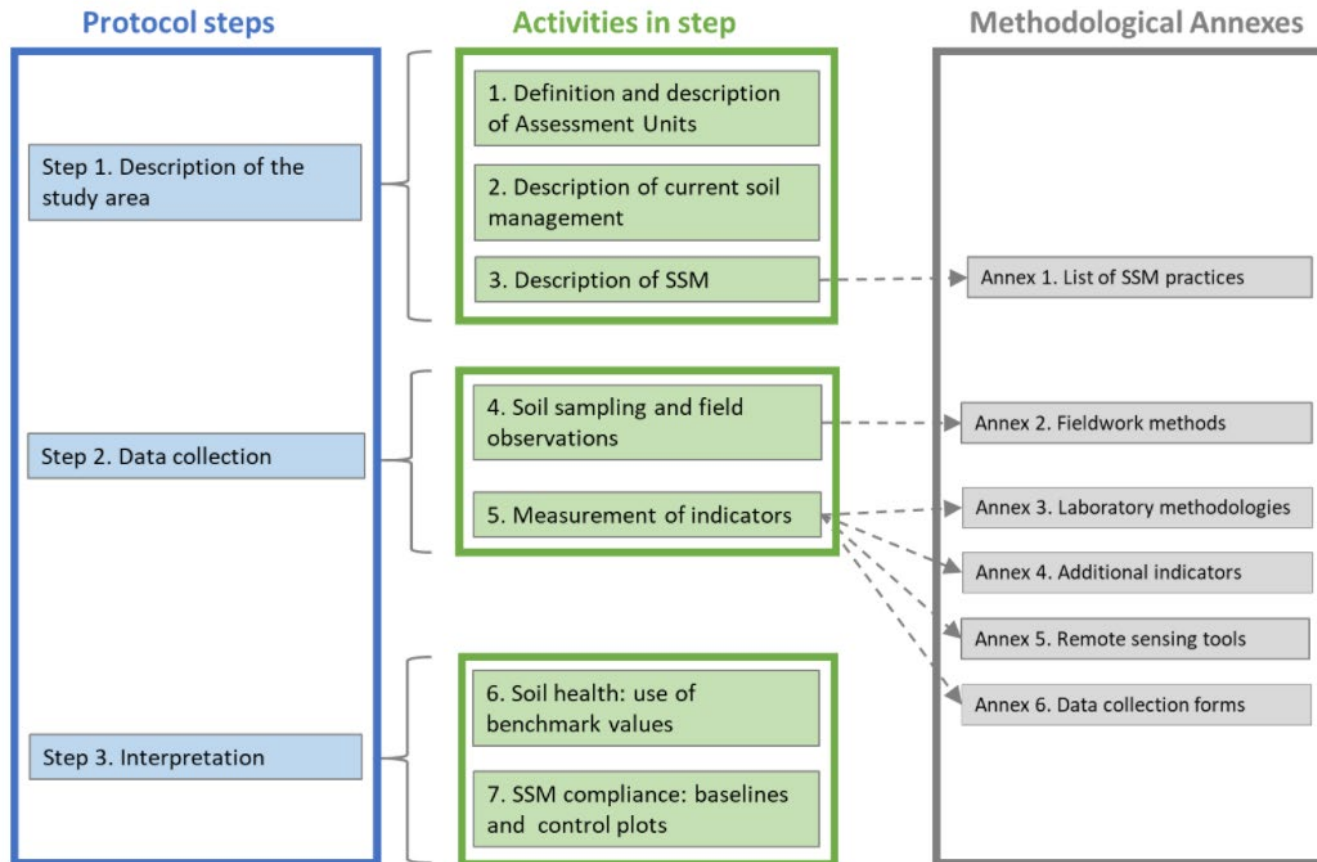 Protocol steps
Activities in step
Methodological Annexes
Step 1. Description of the
study area
1. Definition and description
of Assessment Units
2. Description of current soil
management
3. Description of SSM
Annex 1. List of SSM practices
Step 2. Data collection
4. Soil sampling and field
observations
5. Measurement of indicators
Annex 2. Fieldwork methods
Annex 3. Laboratory methodologies
Annex 4. Additional indicators
Annex 5. Remote sensing tools
Annex 6. Data collection forms
Step 3. Interpretation
6. Soil health: use of
benchmark values
7. SSM compliance: baselines
and control plots